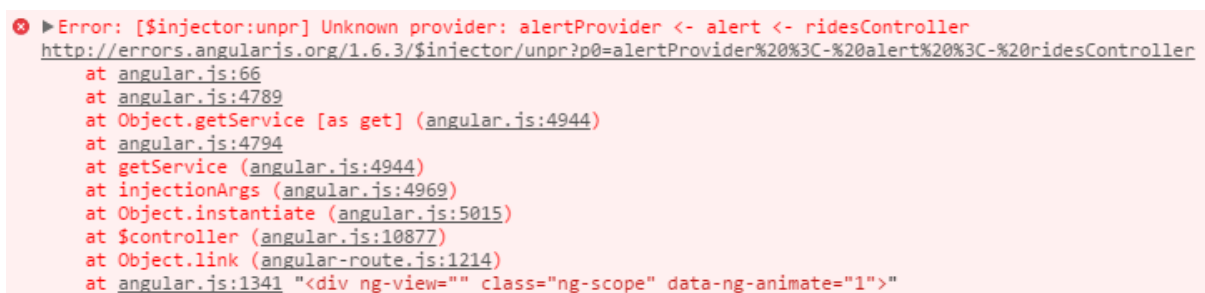 ▶Error: [$injector:unpr] Unknown provider: alertProvider <- alert <- ridesController
http://errors.angularjs.org/1.6.3/$injector/unpr?p0=alertProvider%20%3C-%20alert%20%3C-%20ridesController
at angular.js:66
at angular.js:4789
at Object.getService [as get] (angular.js:4944)
at angular.js:4794
at getService (angular.js:4944)
at injectionArgs (angular.js:4969)
at Object.instantiate (angular.js:5015)
at $controller (angular.js:10877)
at Object.link (angular-route.js:1214)
at angular.js:1341 "<div ng-view="" class="ng-scope" data-ng-animate="1">"